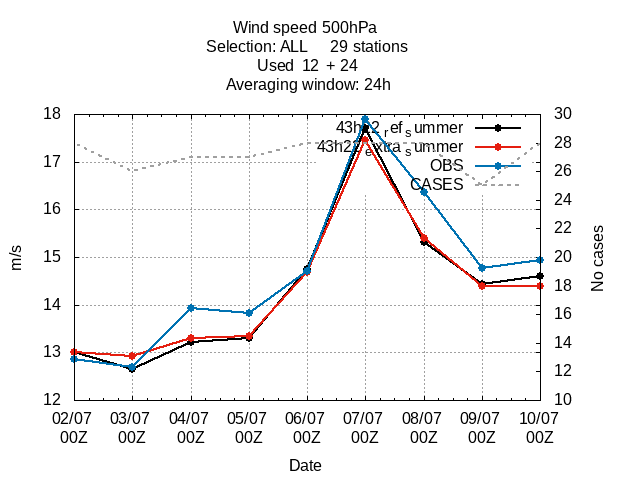 Wind speed 500hPa
Selection: ALL 29 stations
Used 12 + 24
Averaging window: 24h
18 30
17 28
16 26
15 24
14 22
13 20
12 18
16
14
12
10
43h22_ref_summer
43h22_extra_summer
OBS
CASES
m/s
No cases
02/07 03/07 04/07 05/07 06/07 07/07 08/07 09/07 10/07
00Z 00Z 00Z 00Z 00Z 00Z 00Z 00Z 00Z
Date